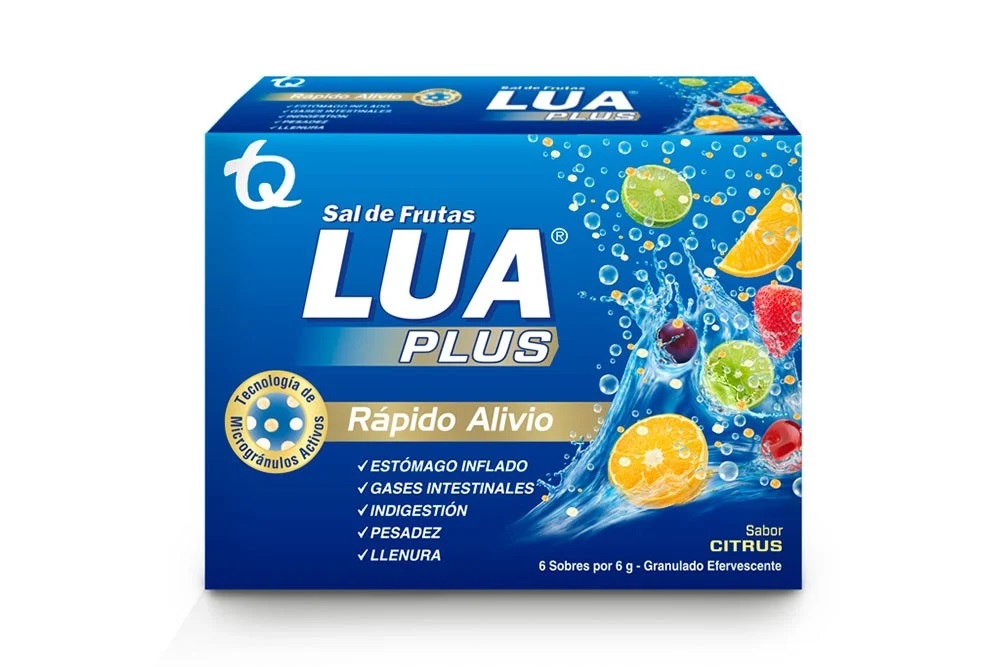 Rápido Alivio
✓ESTÓMAGO INFLADO
✓GASES INTESTINALES
✓INDIGESTIÓN
✓PESADEZ
✓LLENURA
Sal de Frutas
LUA®
PLUS
TQ
Sal de Frutas
LUA®
PLUS
Tecnología de
Microgránulos Activos
Rápido Alivio
✓ESTÓMAGO INFLADO
✓GASES INTESTINALES
✓INDIGESTIÓN
✓PESADEZ
✓LLENURA
Sabor
CITRUS
6 Sobres por 6 g - Granulado Efervescente